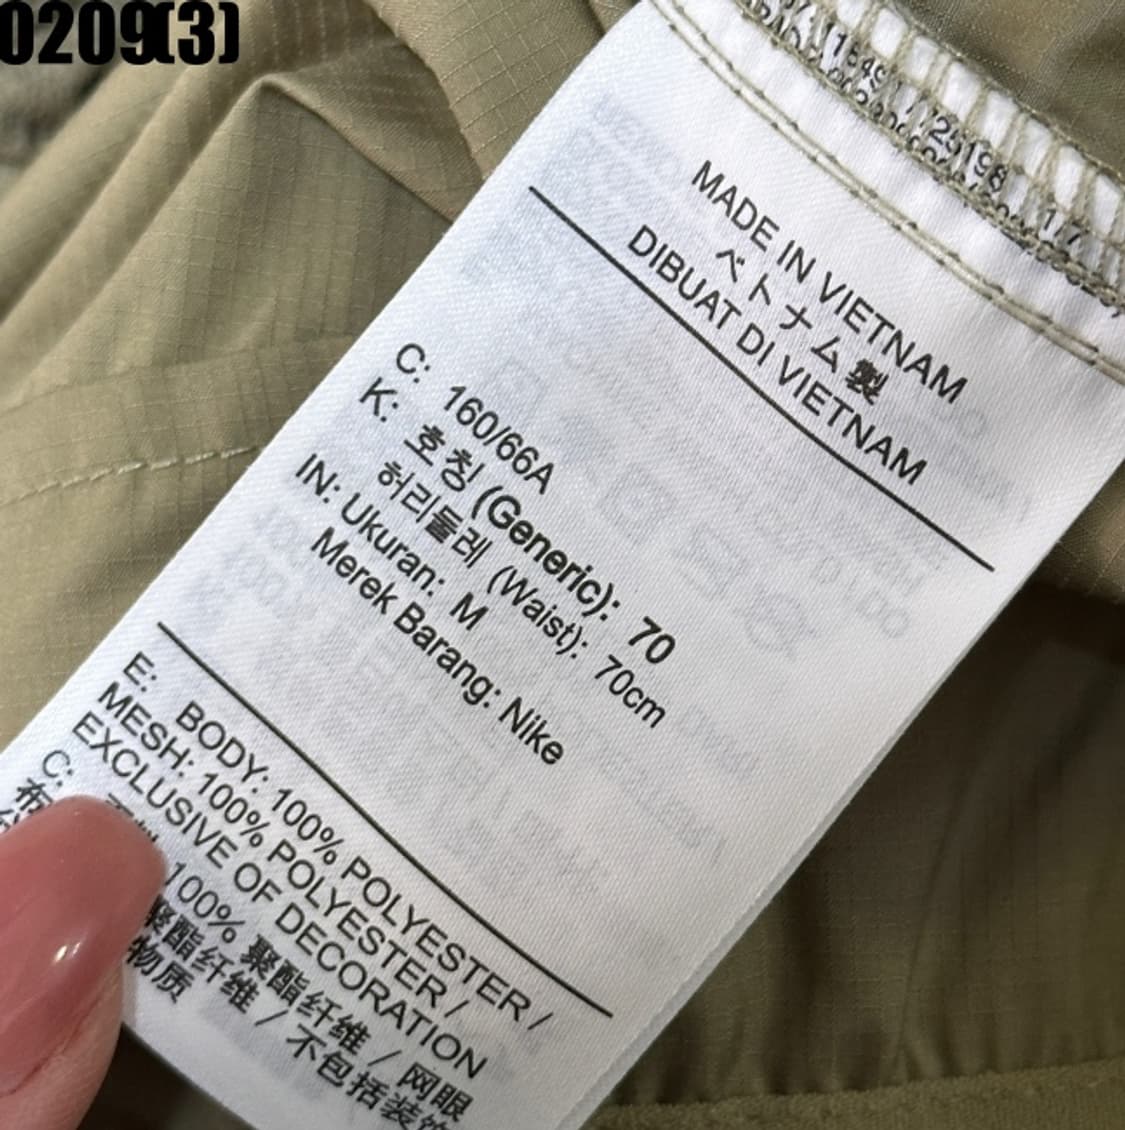 0209(3)
MADE IN VIETNAM
ベトナム製
DIBUAT DI VIETNAM
C: 160/66A
K: 호칭 (Generic): 70
허리둘레 (Waist): 70cm
IN: Ukuran: M
Merek Barang: Nike
E: BODY: 100% POLYESTER /
MESH: 100% POLYESTER /
EXCLUSIVE OF DECORATION
C: 100% 聚酯纤维 / 网眼
布 聚酯纤维 / 不包括装饰
物质